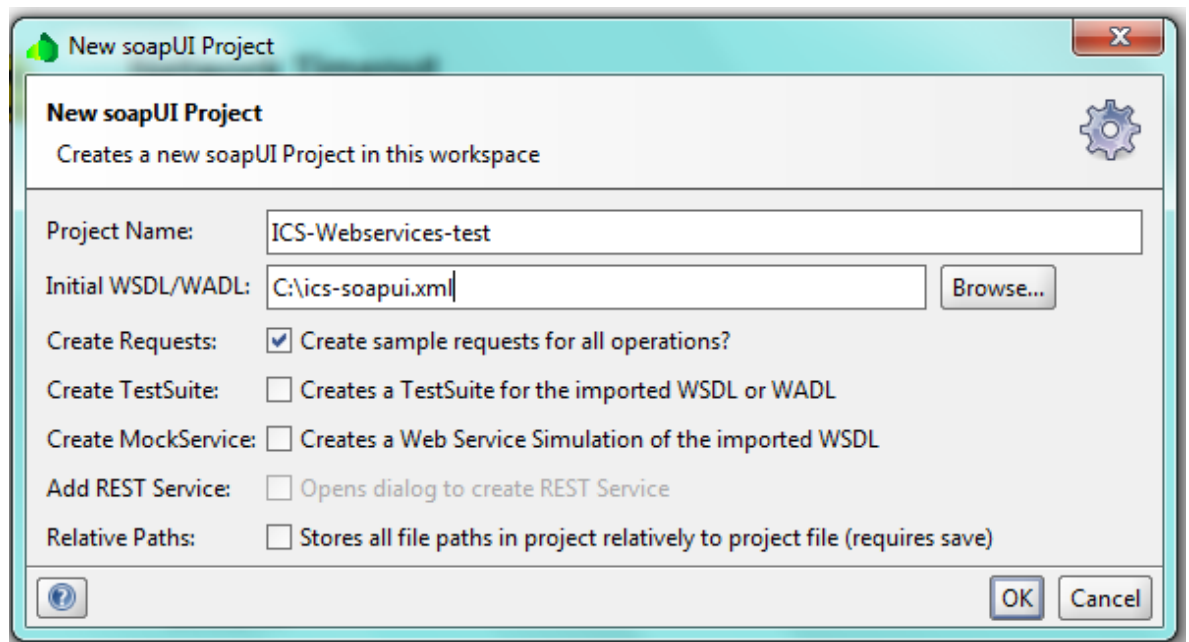 New soapUI Project
New soapUI Project
Creates a new soapUI Project in this workspace
Project Name: ICS-Webservices-test
Initial WSDL/WADL: C:\ics-soapui.xml Browse...
Create Requests: Create sample requests for all operations?
Create TestSuite: Creates a TestSuite for the imported WSDL or WADL
Create MockService: Creates a Web Service Simulation of the imported WSDL
Add REST Service: Opens dialog to create REST Service
Relative Paths: Stores all file paths in project relatively to project file (requires save)
? OK Cancel